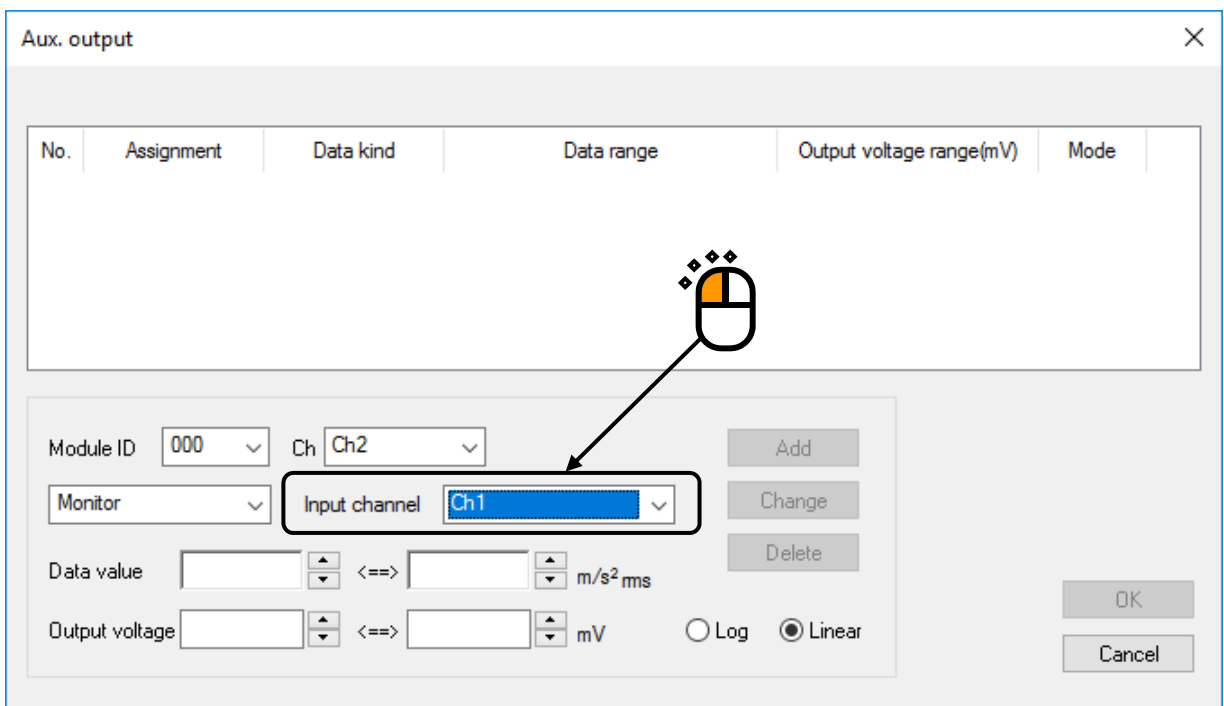 Aux. output
No. Assignment Data kind Data range Output voltage range(mV) Mode
Module ID 000 Ch Ch2 Add
Monitor Input channel Ch1 Change
Delete
Data value <==> m/s² rms
OK
Output voltage <==> mV Log Linear
Cancel